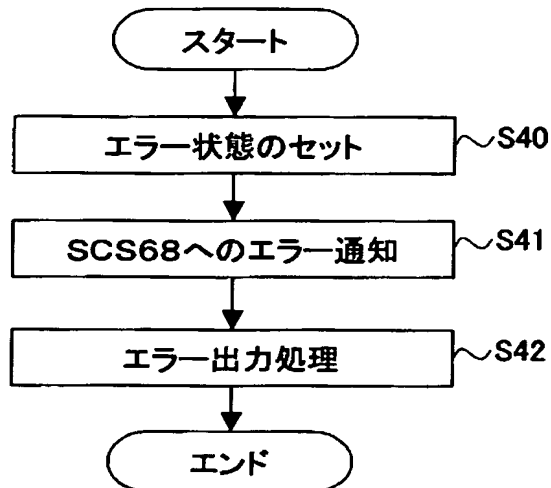 スタート
エラー状態のセット
S40
SCS68へのエラー通知
S41
エラー出力処理
S42
エンド